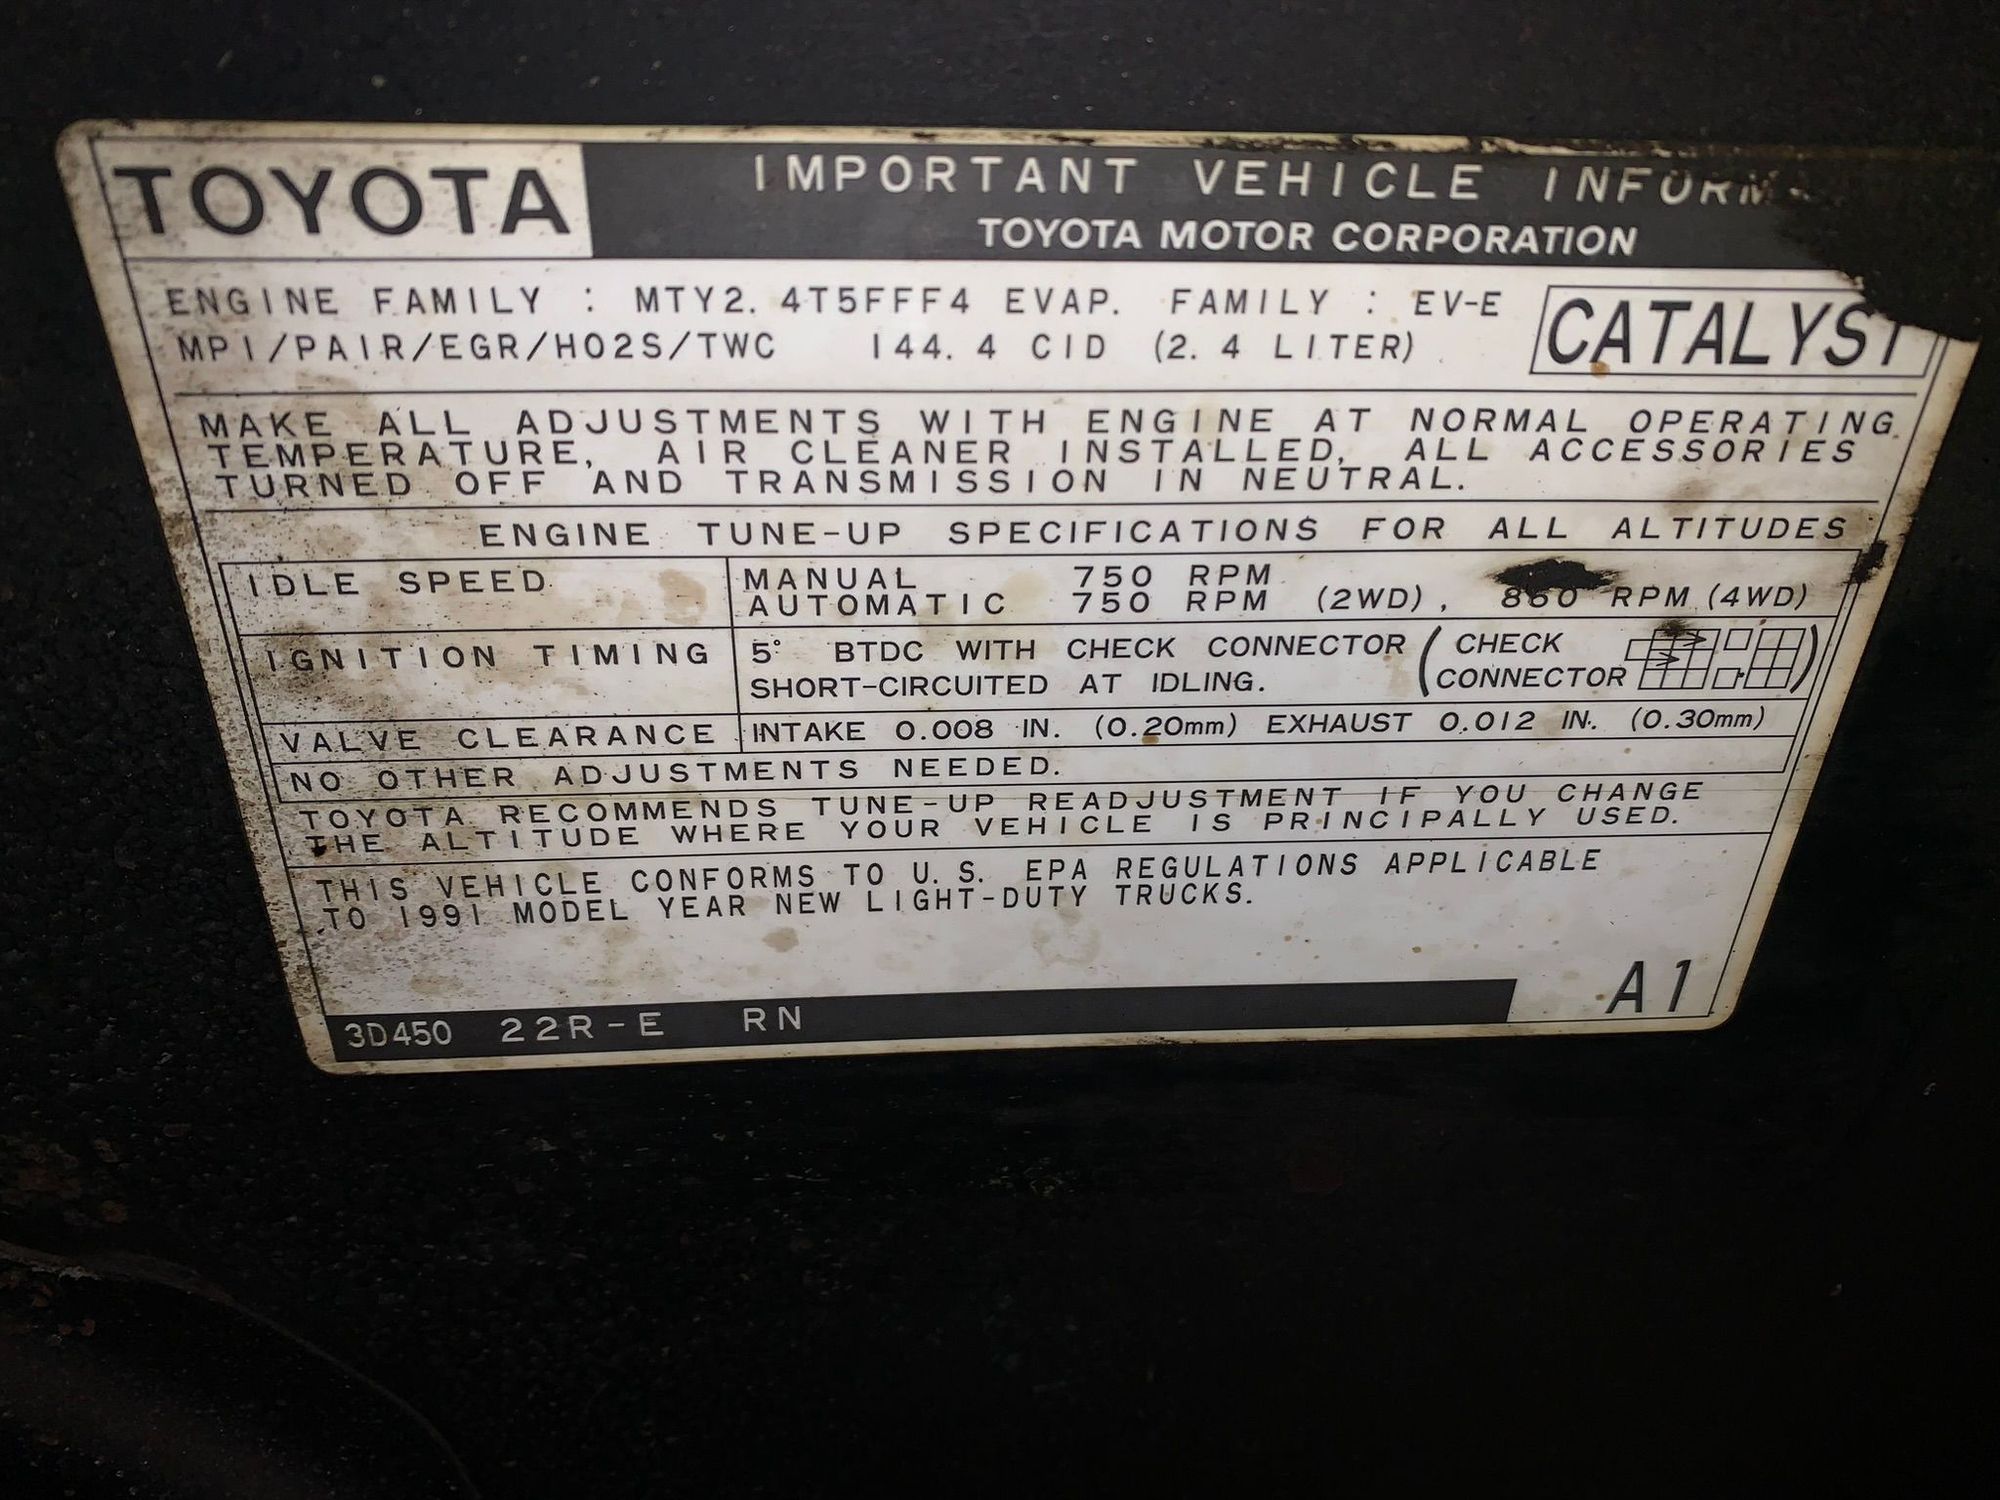 TOYOTA
IMPORTANT VEHICLE
TOYOTA MOTOR CORPORATION
ENGINE FAMILY : MTY2. 4T5FFF4 EVAP. FAMILY : EV-E
MPI/PAIR/EGR/HO2S/TWC 144. 4 CID (2. 4 LITER)
CATALYST
MAKE ALL ADJUSTMENTS WITH ENGINE AT NORMAL OPERATING
TEMPERATURE, AIR CLEANER INSTALLED, ALL ACCESSORIES
TURNED OFF AND TRANSMISSION IN NEUTRAL.
ENGINE TUNE-UP SPECIFICATIONS FOR ALL ALTITUDES
IDLE SPEED
MANUAL 750 RPM
AUTOMATIC 750 RPM (2WD), RPM (4WD)
IGNITION TIMING
5° BTDC WITH CHECK CONNECTOR
SHORT-CIRCUITED AT IDLING.
(CHECK
CONNECTOR)
VALVE CLEARANCE
INTAKE 0.008 IN. (0.20mm) EXHAUST 0.012 IN. (0.30mm)
NO OTHER ADJUSTMENTS NEEDED.
TOYOTA RECOMMENDS TUNE-UP READJUSTMENT IF YOU CHANGE
THE ALTITUDE WHERE YOUR VEHICLE IS PRINCIPALLY USED.
THIS VEHICLE CONFORMS TO U. S. EPA REGULATIONS APPLICABLE
TO 1991 MODEL YEAR NEW LIGHT-DUTY TRUCKS.
A1
3D450 22R-E RN